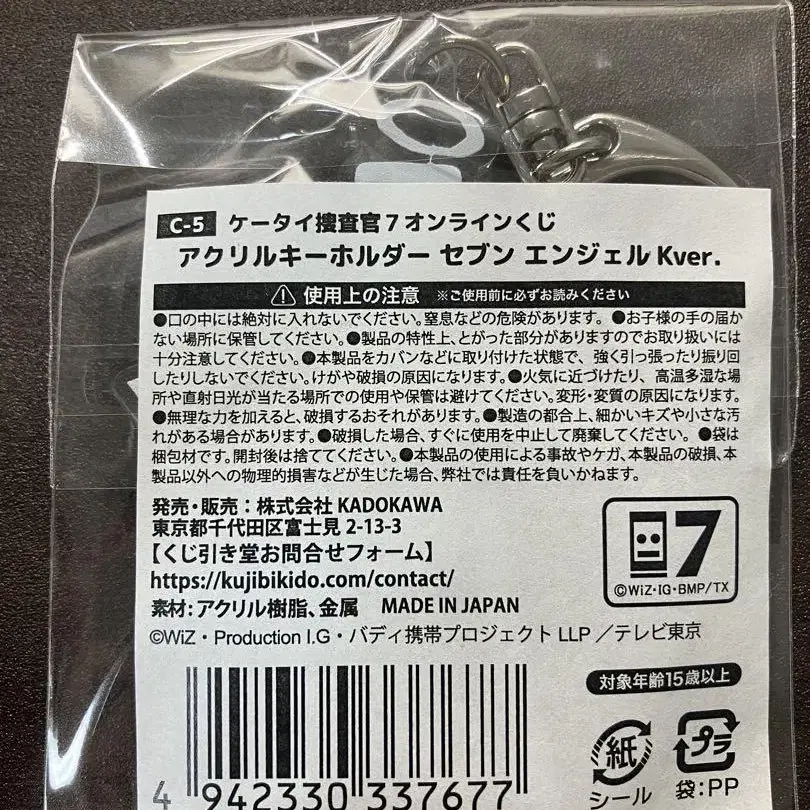 C-5 ケータイ捜査官7オンラインくじ
アクリルキーホルダー セブン エンジェルKver.
⚠ 使用上の注意 ※ご使用前に必ずお読みください
●口の中には絶対に入れないでください。窒息などの危険があります。 ●お子様の手の届か
ない場所に保管してください。●製品の特性上、とがった部分がありますのでお取り扱いには
十分注意してください。●本製品をカバンなどに取り付けた状態で、強く引っ張ったり振り回
したりしないでください。けがや破損の原因になります。●火気に近づけたり、高温多湿な場
所や直射日光が当たる場所での使用や保管は避けてください。変形・変質の原因になります。
●無理な力を加えると、破損するおそれがあります。●製造の都合上、細かいキズや小さな汚
れがある場合があります。●破損した場合、すぐに使用を中止して廃棄してください。 ●袋は
梱包材です。開封後は捨ててください。●本製品の使用による事故やケガ、本製品の破損、本
製品以外への物理的損害などが生じた場合、弊社では責任を負いかねます。
発売・販売：株式会社 KADOKAWA
東京都千代田区富士見 2-13-3
【くじ引き堂お問合せフォーム】
https://kujibikido.com/contact/
素材：アクリル樹脂、金属 MADE IN JAPAN
7
©WiZ・IG・BMP/TX
©WiZ・Production I.G・バディ携帯プロジェクト LLP／テレビ東京
対象年齢15歳以上
4 942330 337677
紙
シール
プラ
袋：PP